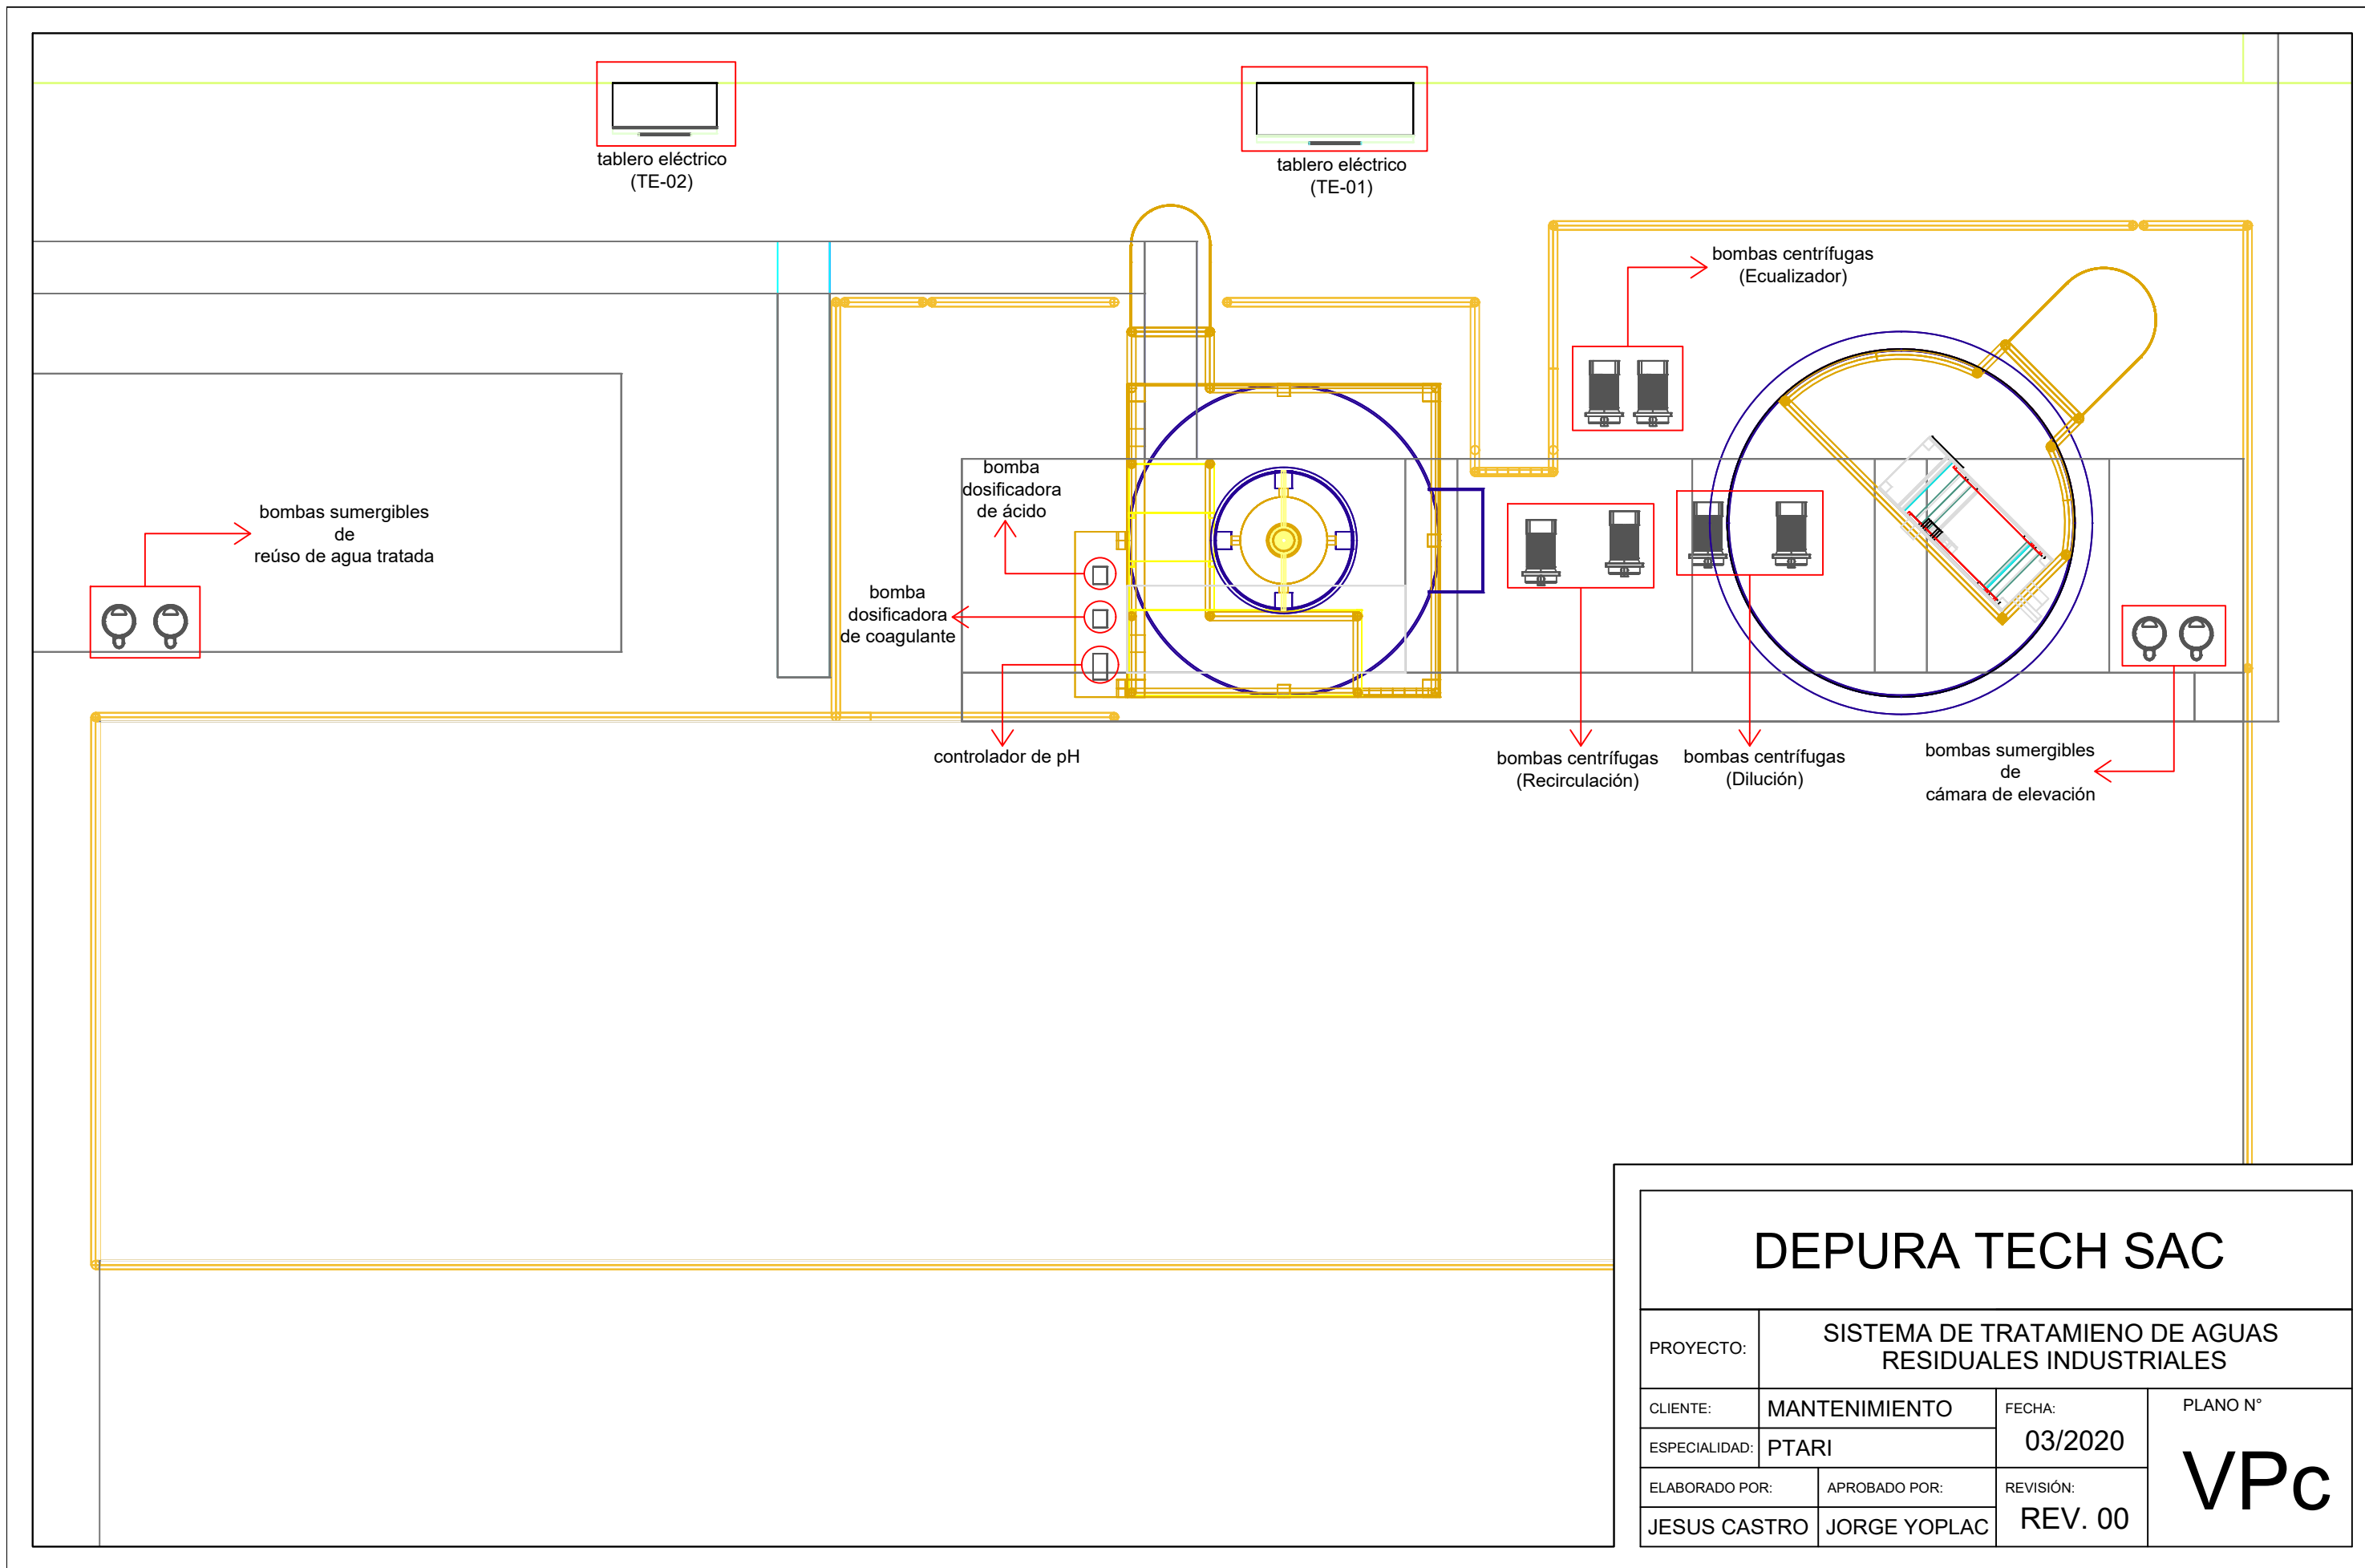 tablero eléctrico
(TE-02)
tablero eléctrico
(TE-01)
bombas centrífugas
(Ecualizador)
bomba
dosificadora
de ácido
bombas sumergibles
de
reúso de agua tratada
bomba
dosificadora
de coagulante
controlador de pH
bombas centrífugas
(Recirculación)
bombas centrífugas
(Dilución)
bombas sumergibles
de
cámara de elevación
DEPURA TECH SAC
PROYECTO:
SISTEMA DE TRATAMIENO DE AGUAS
RESIDUALES INDUSTRIALES
CLIENTE:
MANTENIMIENTO
FECHA:
03/2020
PLANO N°
VPc
ESPECIALIDAD:
PTARI
ELABORADO POR:
APROBADO POR:
REVISIÓN:
REV. 00
JESUS CASTRO
JORGE YOPLAC